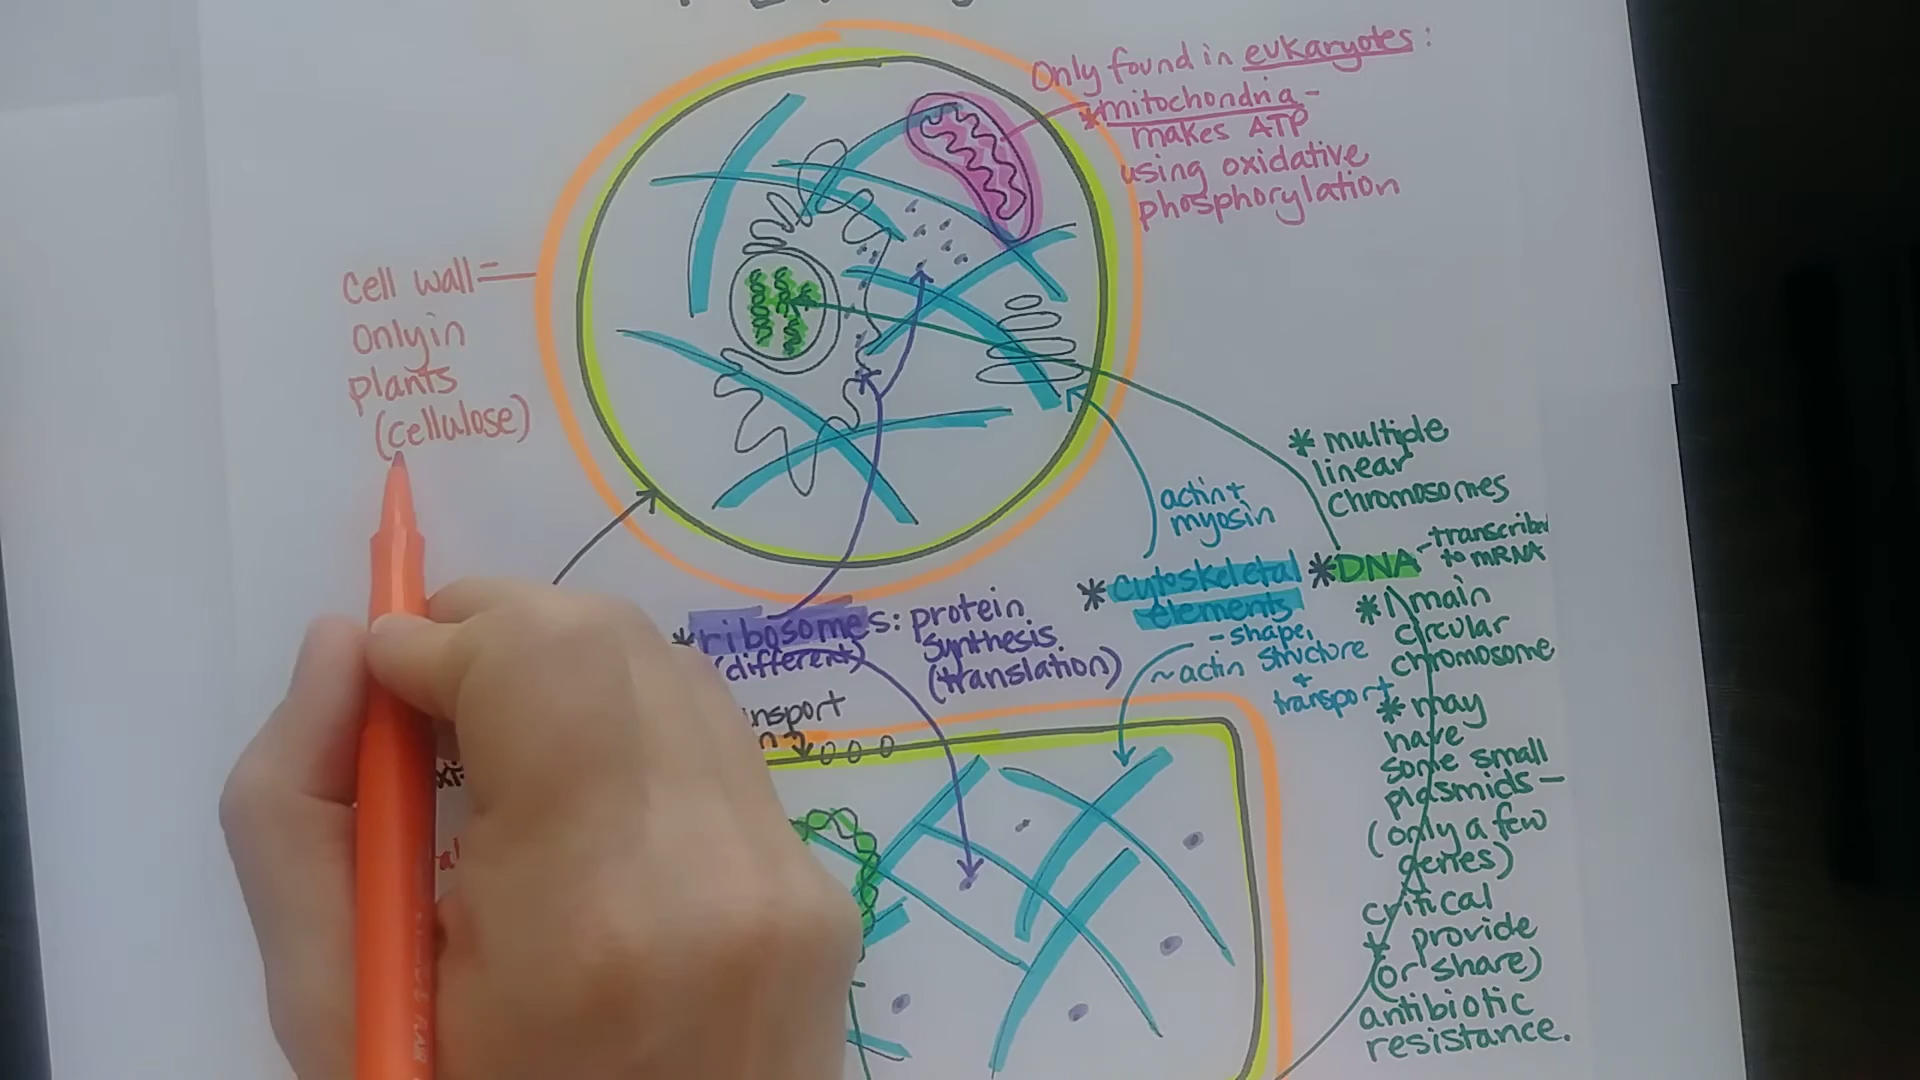 Only found in eukaryotes:
*mitochondria-
makes ATP
using oxidative
phosphorylation
Cell wall=
only in
plants
(cellulose)
* multiple
linear
chromosomes
actin+
myosin
*DNA -transcribed
to mRNA
*cytoskeletal
elements
-shape,
~actin structure
+
transport
*ribosomes: protein
(different) synthesis
(translation)
*1 main
circular
chromosome
*may
have
some small
plasmids-
(only a few
genes)
critical
* provide
(or share)
antibiotic
resistance.